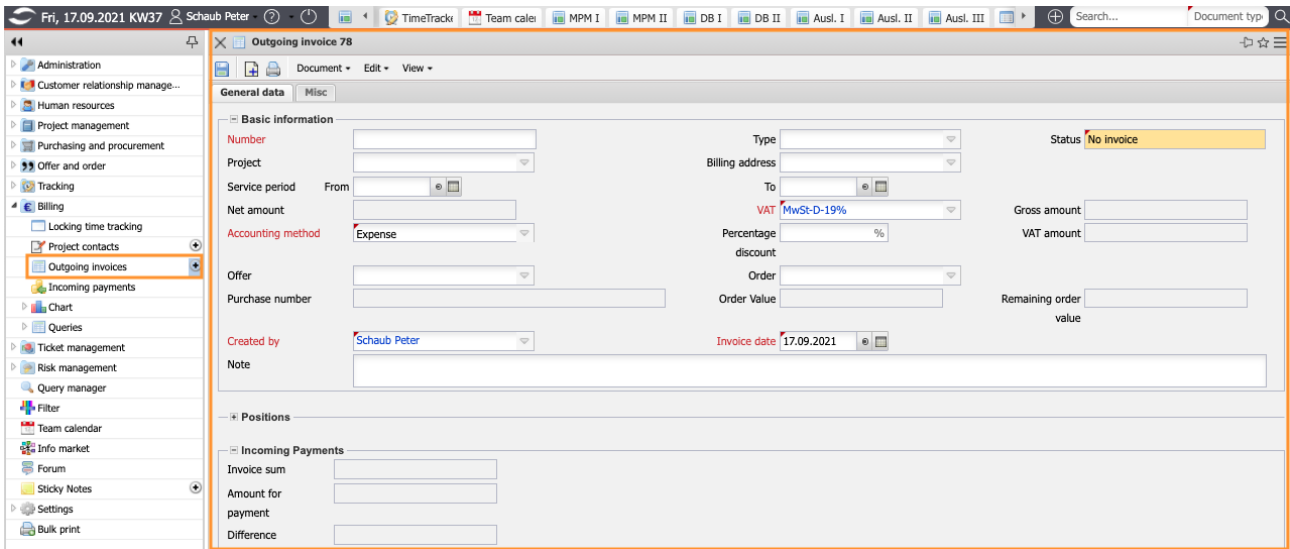 Fri, 17.09.2021 KW37 Schaub Peter TimeTracke Team caler MPM I MPM II DB I DB II Ausl. I Ausl. II Ausl. III Search... Document typ
Administration
Customer relationship manage...
Human resources
Project management
Purchasing and procurement
Offer and order
Tracking
Billing
Locking time tracking
Project contacts
Outgoing invoices
Incoming payments
Chart
Queries
Ticket management
Risk management
Query manager
Filter
Team calendar
Info market
Forum
Sticky Notes
Settings
Bulk print
Outgoing invoice 78
Document Edit View
General data Misc
Basic information
Number Type Status No invoice
Project Billing address
Service period From To
Net amount VAT MwSt-D-19% Gross amount
Accounting method Expense Percentage % VAT amount
discount
Offer Order
Purchase number Order Value Remaining order
value
Created by Schaub Peter Invoice date 17.09.2021
Note
Positions
Incoming Payments
Invoice sum
Amount for
payment
Difference